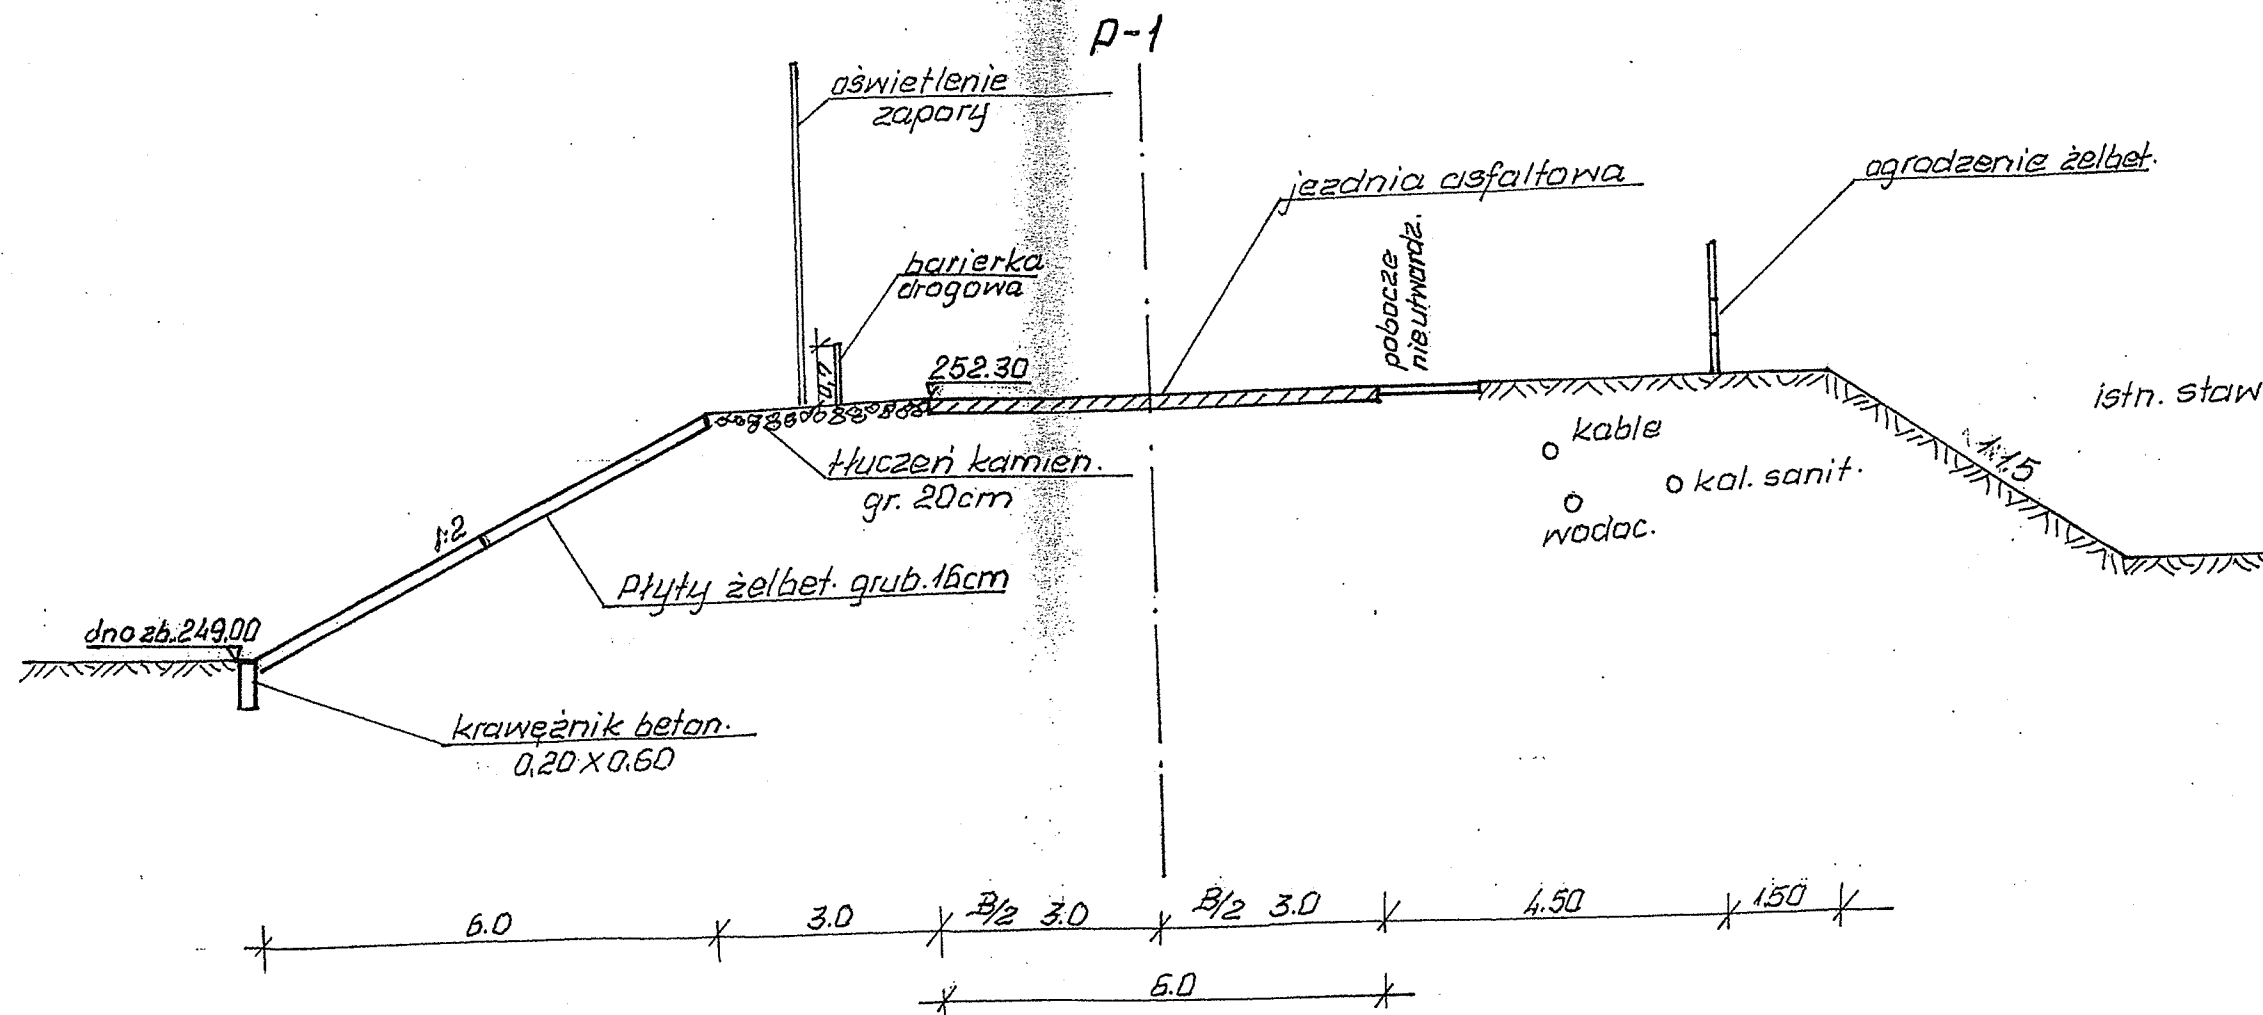 P-1
oświetlenie
zapory
jezdnia asfaltowa
ogrodzenie żelbet.
barierka
drogowa
pobocze
nieutwardz.
252.30
istn. staw
kable
kal. sanit.
wodoc.
1:1.5
tłuczeń kamien.
gr. 20cm
1:2
Płyty żelbet. grub. 16cm
dno zb. 249.00
krawężnik beton.
0.20 x 0.60
6.0
3.0
B/2 3.0
B/2 3.0
4.50
1.50
6.0